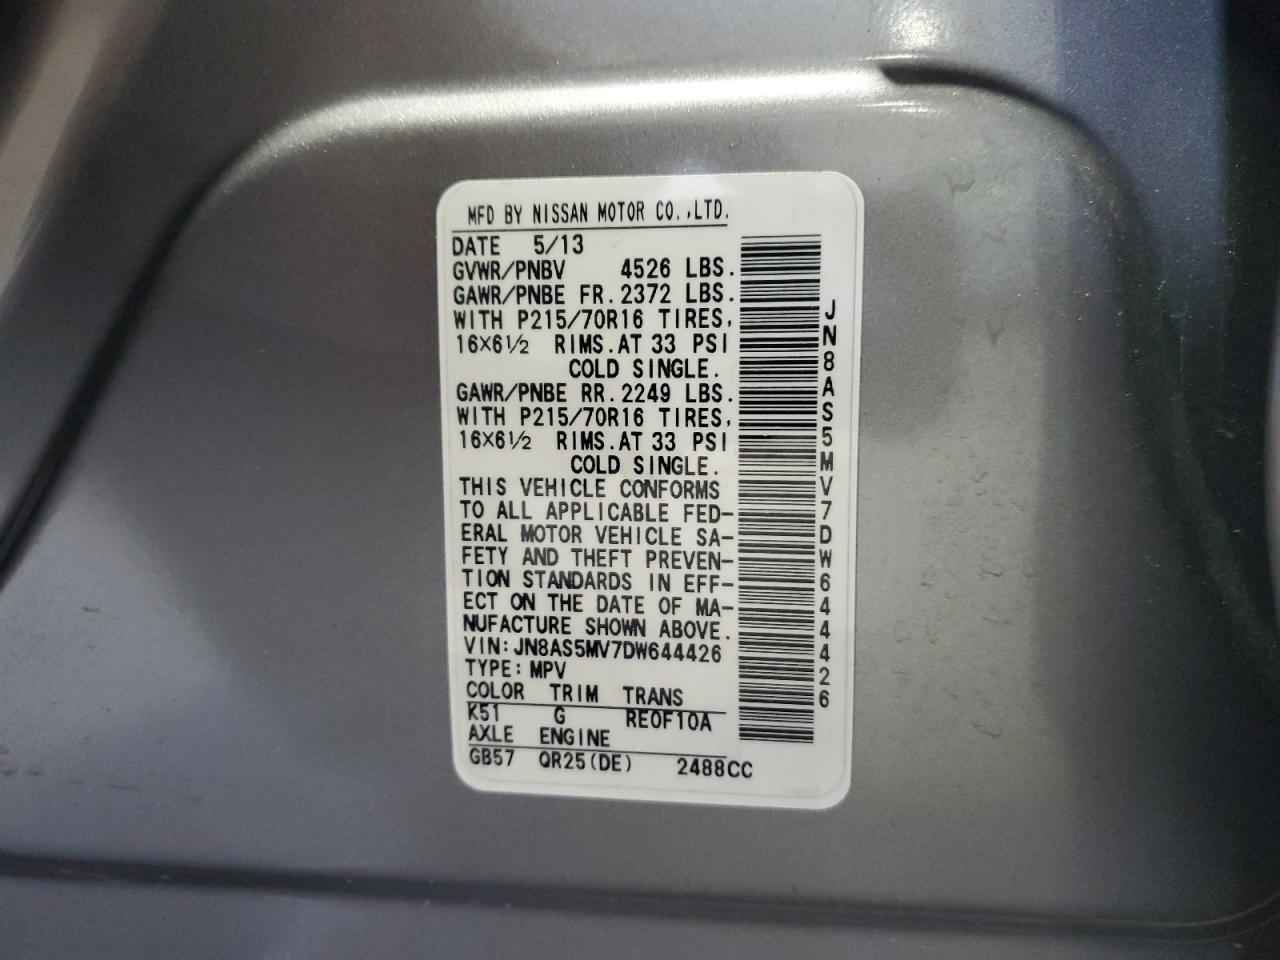 MFD BY NISSAN MOTOR CO.,LTD.
DATE 5/13
GVWR/PNBV 4526 LBS.
GAWR/PNBE FR. 2372 LBS.
WITH P215/70R16 TIRES,
16×6½ RIMS. AT 33 PSI
COLD SINGLE.
GAWR/PNBE RR. 2249 LBS.
WITH P215/70R16 TIRES,
16×6½ RIMS. AT 33 PSI
COLD SINGLE.
THIS VEHICLE CONFORMS
TO ALL APPLICABLE FED-
ERAL MOTOR VEHICLE SA-
FETY AND THEFT PREVEN-
TION STANDARDS IN EFF-
ECT ON THE DATE OF MA-
NUFACTURE SHOWN ABOVE.
VIN: JN8AS5MV7DW644426
TYPE: MPV
COLOR TRIM TRANS
K51 G RE0F10A
AXLE ENGINE
GB57 QR25(DE) 2488CC
JN8AS5MV7DW644426